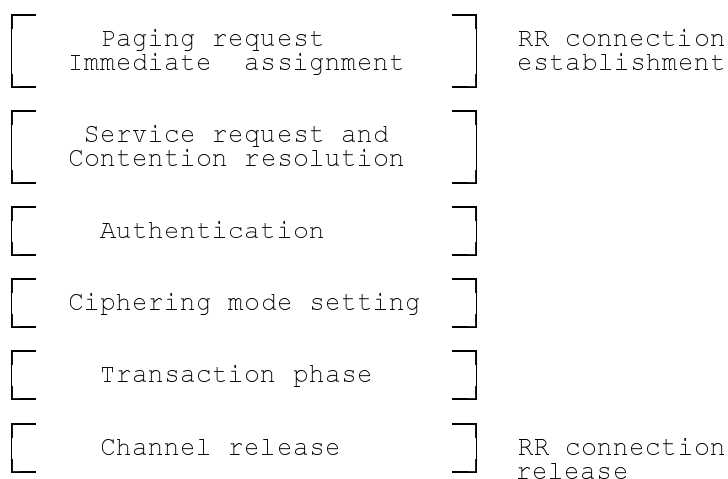 Paging request RR connection
Immediate assignment establishment
Service request and
Contention resolution
Authentication
Ciphering mode setting
Transaction phase
Channel release RR connection
release